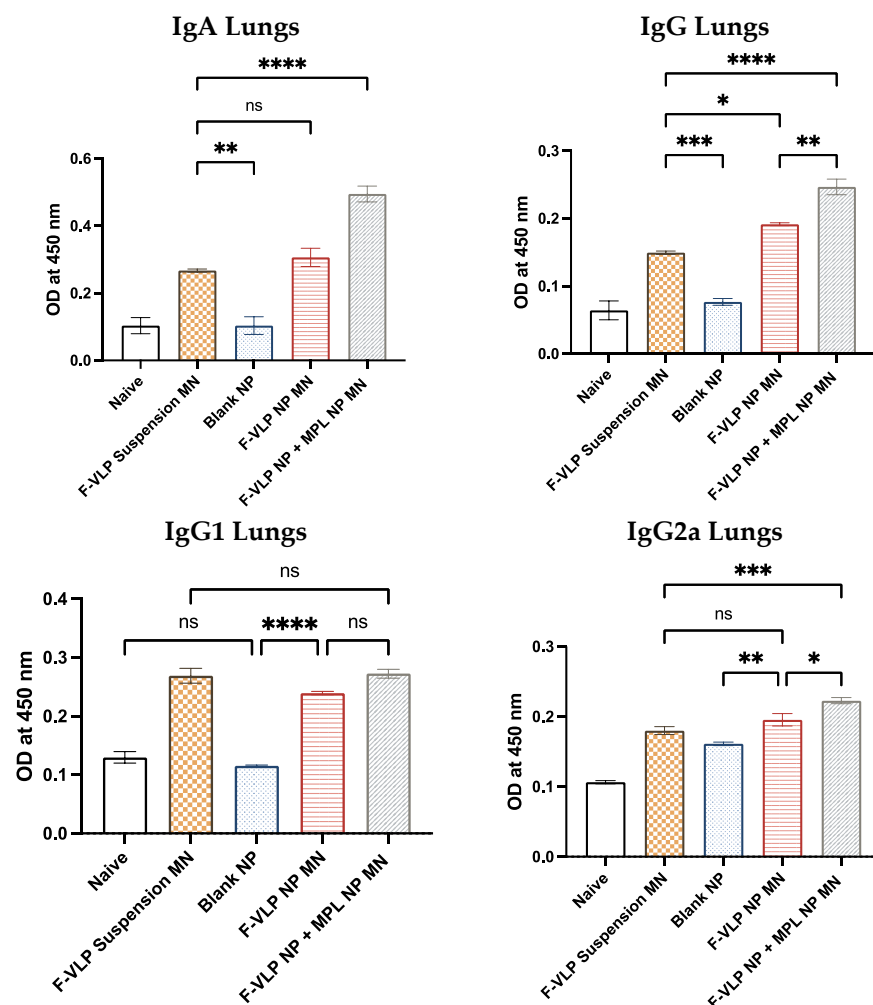 IgA Lungs
****
ns
**
0.6
0.4
0.2
0.0
OD at 450 nm
Naive
F-VLP Suspension MN
Blank NP
F-VLP NP MN
F-VLP NP + MPL NP MN
IgG Lungs
****
*
***
**
0.3
0.2
0.1
0.0
OD at 450 nm
Naive
F-VLP Suspension MN
Blank NP
F-VLP NP MN
F-VLP NP + MPL NP MN
IgG1 Lungs
ns
ns
****
ns
0.4
0.3
0.2
0.1
0.0
OD at 450 nm
Naive
F-VLP Suspension MN
Blank NP
F-VLP NP MN
F-VLP NP + MPL NP MN
IgG2a Lungs
***
ns
**
*
0.3
0.2
0.1
0.0
OD at 450 nm
Naive
F-VLP Suspension MN
Blank NP
F-VLP NP MN
F-VLP NP + MPL NP MN